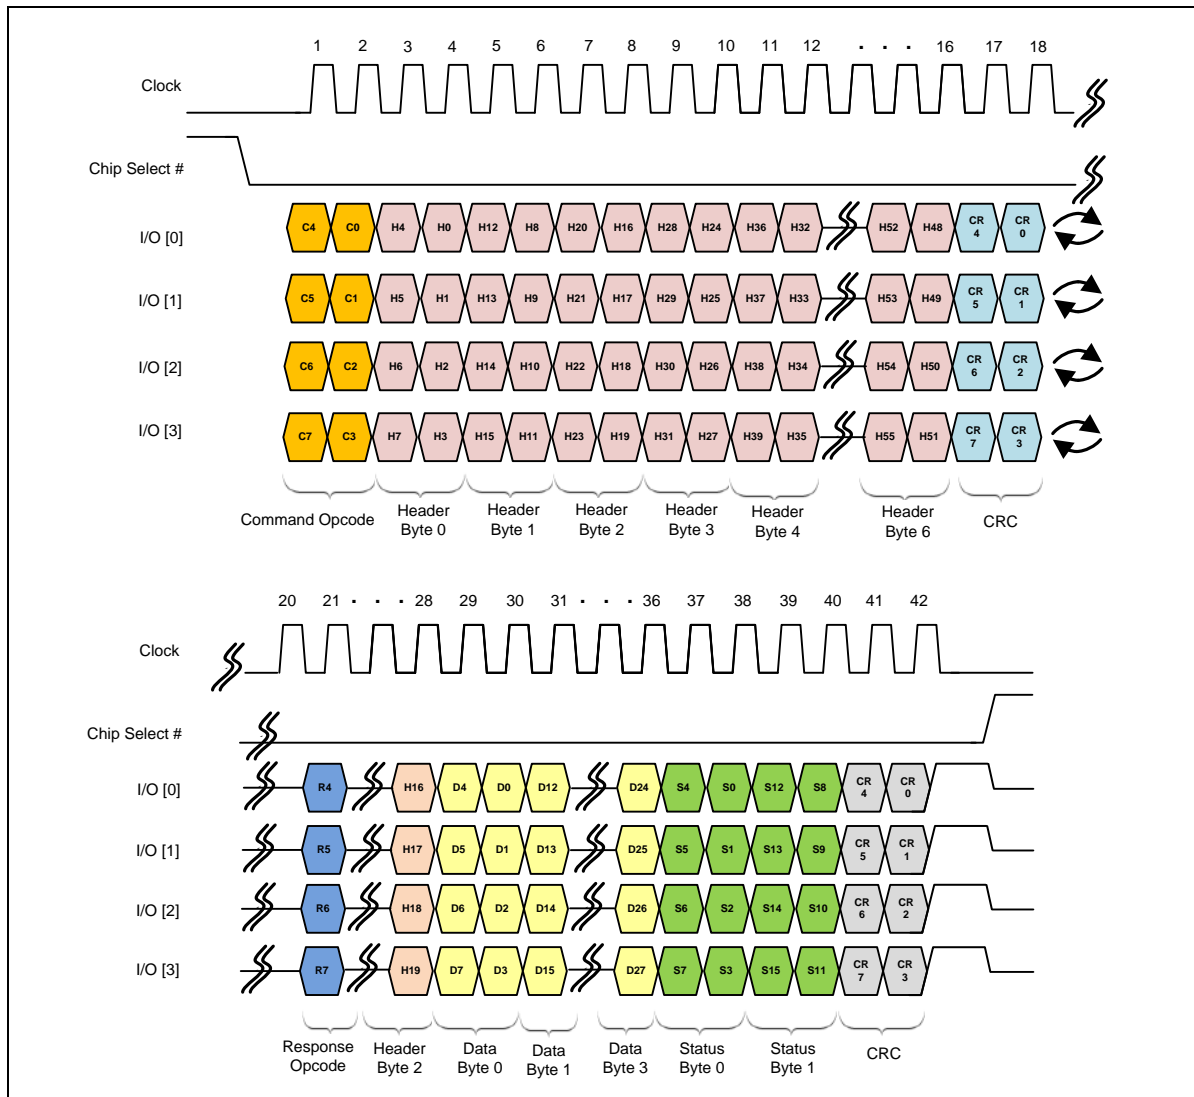 1 2 3 4 5 6 7 8 9 10 11 12 . . . 16 17 18
Clock
Chip Select #
I/O [0] C4 C0 H4 H0 H12 H8 H20 H16 H28 H24 H36 H32 H52 H48 CR 4 CR 0
I/O [1] C5 C1 H5 H1 H13 H9 H21 H17 H29 H25 H37 H33 H53 H49 CR 5 CR 1
I/O [2] C6 C2 H6 H2 H14 H10 H22 H18 H30 H26 H38 H34 H54 H50 CR 6 CR 2
I/O [3] C7 C3 H7 H3 H15 H11 H23 H19 H31 H27 H39 H35 H55 H51 CR 7 CR 3
Command Opcode Header Byte 0 Header Byte 1 Header Byte 2 Header Byte 3 Header Byte 4 Header Byte 6 CRC
20 21 . . . 28 29 30 31 . . . 36 37 38 39 40 41 42
Clock
Chip Select #
I/O [0] R4 H16 D4 D0 D12 D24 S4 S0 S12 S8 CR 4 CR 0
I/O [1] R5 H17 D5 D1 D13 D25 S5 S1 S13 S9 CR 5 CR 1
I/O [2] R6 H18 D6 D2 D14 D26 S6 S2 S14 S10 CR 6 CR 2
I/O [3] R7 H19 D7 D3 D15 D27 S7 S3 S15 S11 CR 7 CR 3
Response Opcode Header Byte 2 Data Byte 0 Data Byte 1 Data Byte 3 Status Byte 0 Status Byte 1 CRC